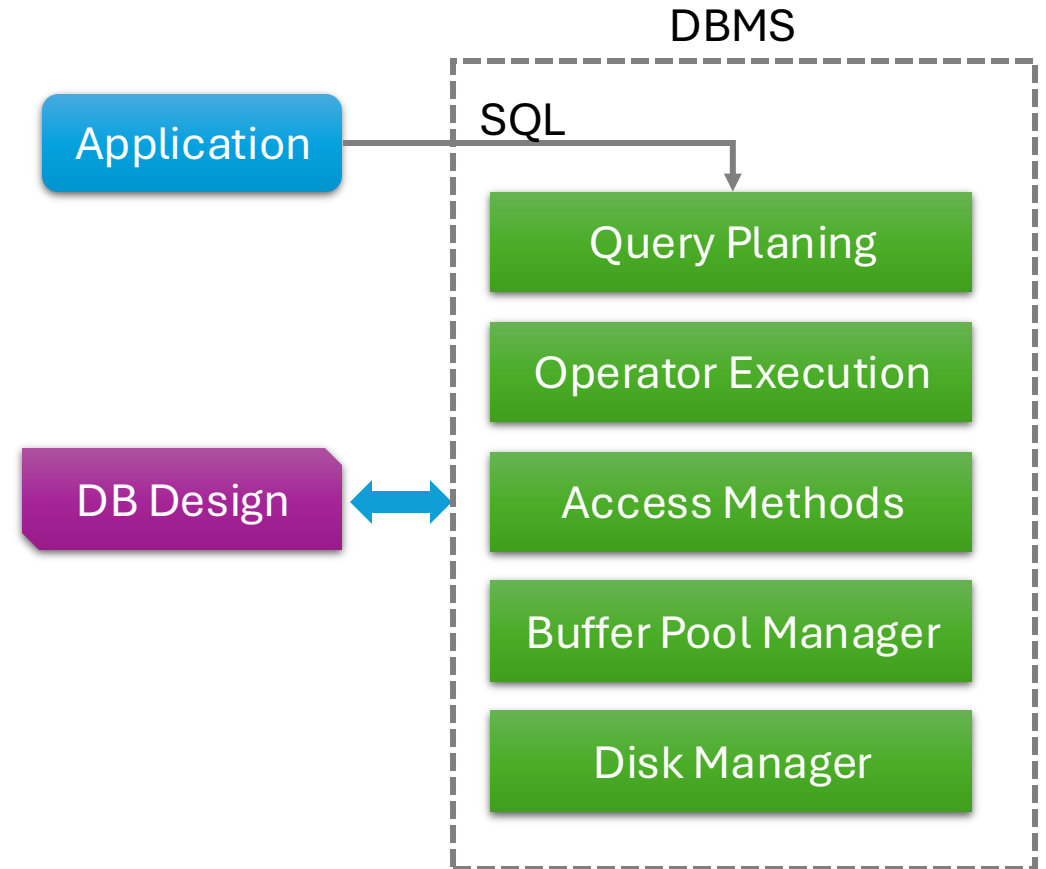 DBMS
SQL
Application
Query Planing
Operator Execution
DB Design
Access Methods
Buffer Pool Manager
Disk Manager